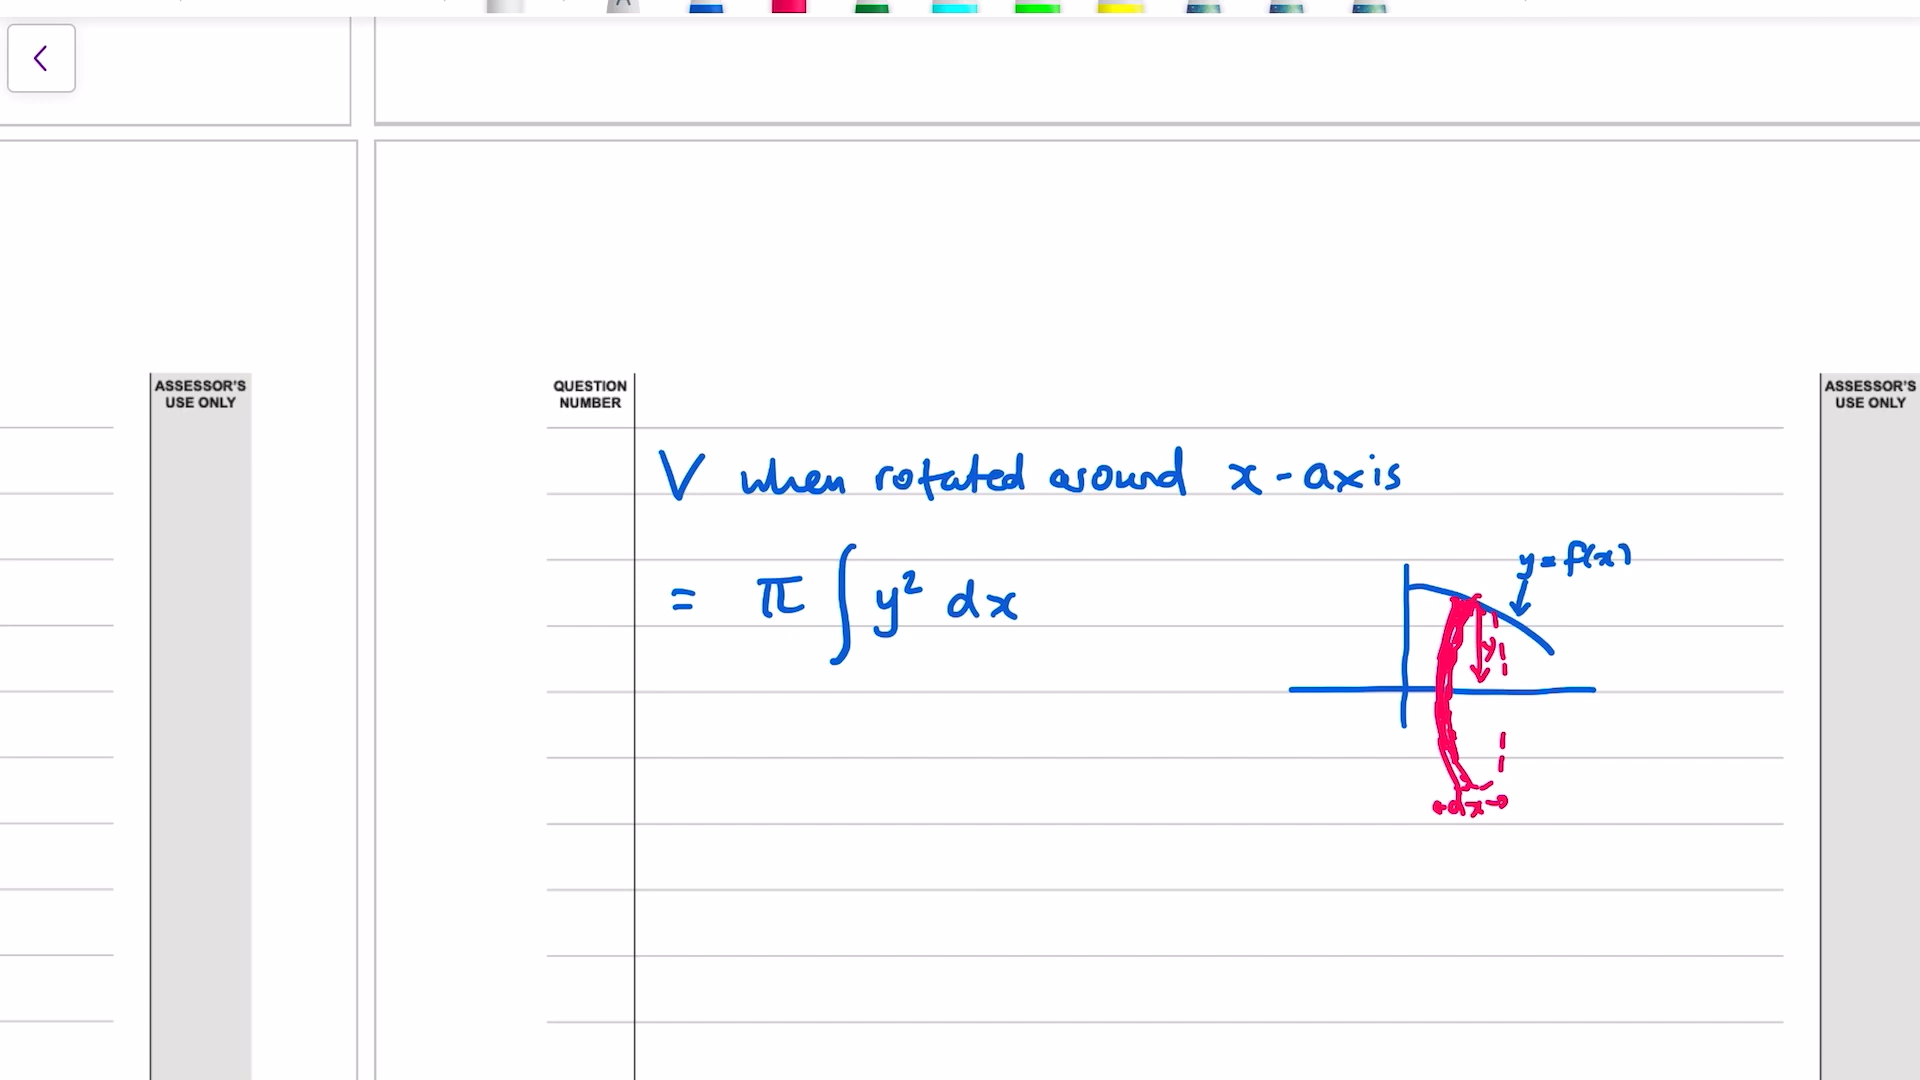 ASSESSOR'S
USE ONLY
QUESTION
NUMBER
ASSESSOR'S
USE ONLY
V when rotated around x-axis
= π ∫ y² dx
y = f(x)
y
dx